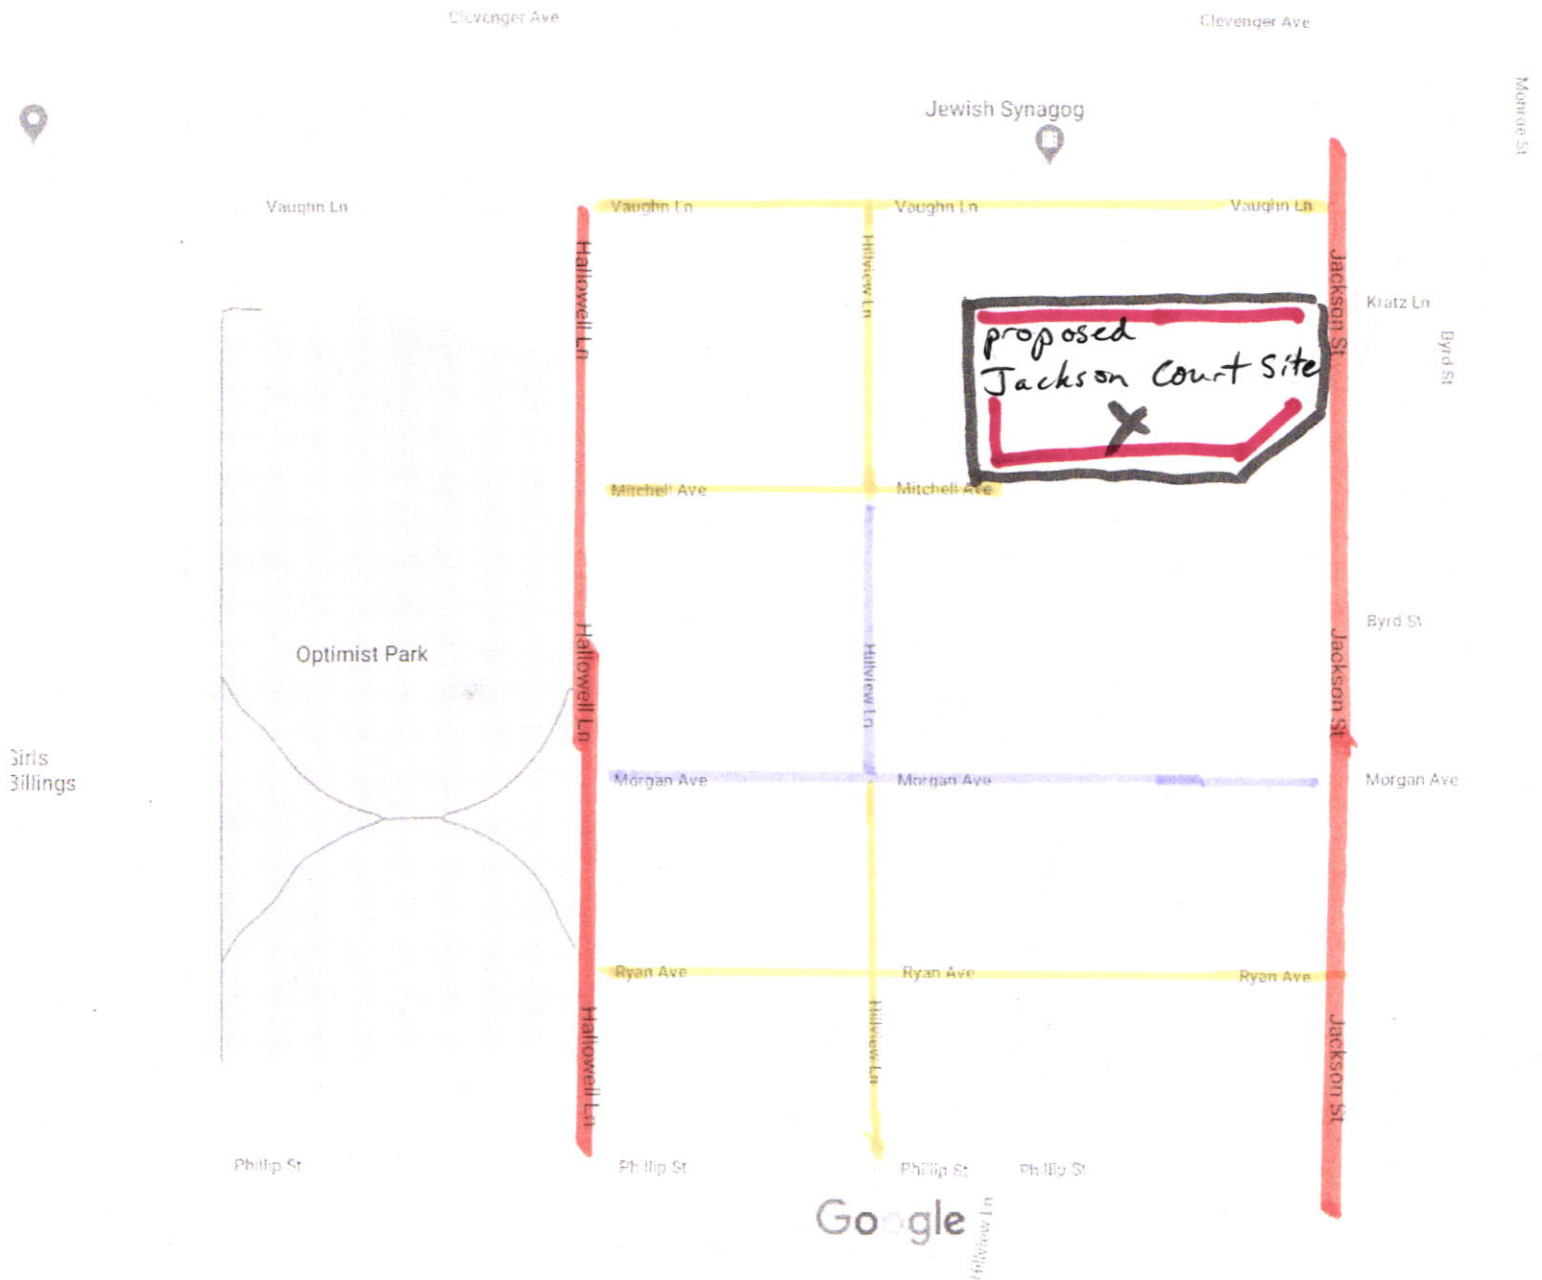 Clevenger Ave
Clevenger Ave
Monroe St
Jewish Synagog
Vaughn Ln
Vaughn Ln
Vaughn Ln
Vaughn Ln
Hallowell Ln
Hillview Ln
Jackson St
Kratz Ln
Byrd St
proposed
Jackson Court Site
X
Mitchell Ave
Mitchell Ave
Optimist Park
Hallowell Ln
Hillview Ln
Jackson St
Byrd St
Girls
Billings
Morgan Ave
Morgan Ave
Morgan Ave
Ryan Ave
Ryan Ave
Ryan Ave
Hallowell Ln
Hillview Ln
Jackson St
Phillip St
Phillip St
Phillip St
Phillip St
Google